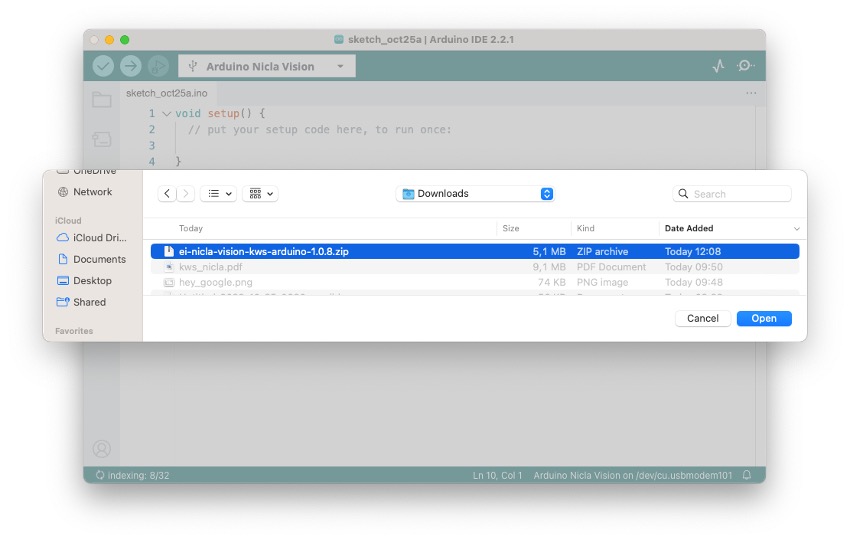 sketch_oct25a | Arduino IDE 2.2.1
Arduino Nicla Vision
sketch_oct25a.ino
1 void setup() {
2 // put your setup code here, to run once:
3
4 }
OneDrive
Network
iCloud
iCloud Dri...
Documents
Desktop
Shared
Favorites
Downloads
Search
Today Size Kind Date Added
ei-nicla-vision-kws-arduino-1.0.8.zip 5,1 MB ZIP archive Today 12:08
kws_nicla.pdf 9,1 MB PDF Document Today 09:50
hey_google.png 74 KB PNG image Today 09:48
Cancel Open
Indexing: 8/32 Ln 10, Col 1 Arduino Nicla Vision on /dev/cu.usbmodem101